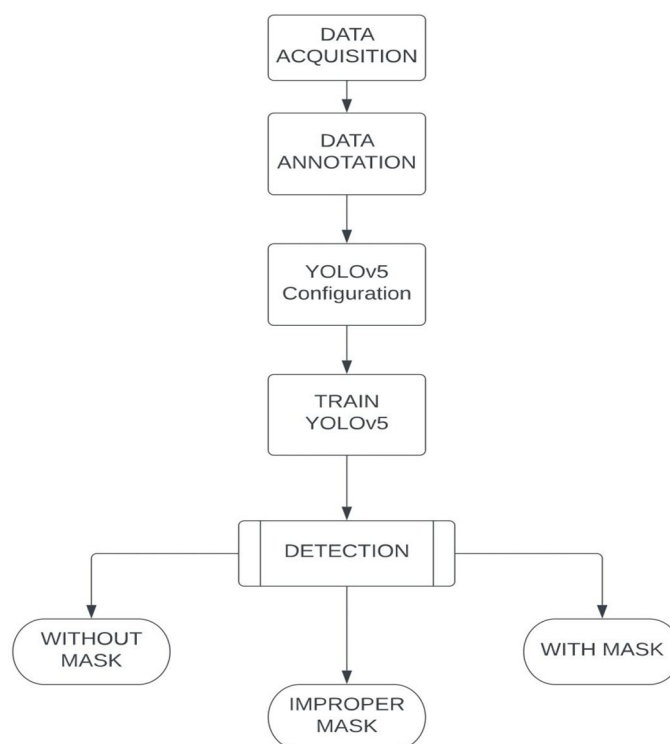 DATA
ACQUISITION
DATA
ANNOTATION
YOLOv5
Configuration
TRAIN
YOLOv5
DETECTION
WITHOUT
MASK
IMPROPER
MASK
WITH MASK